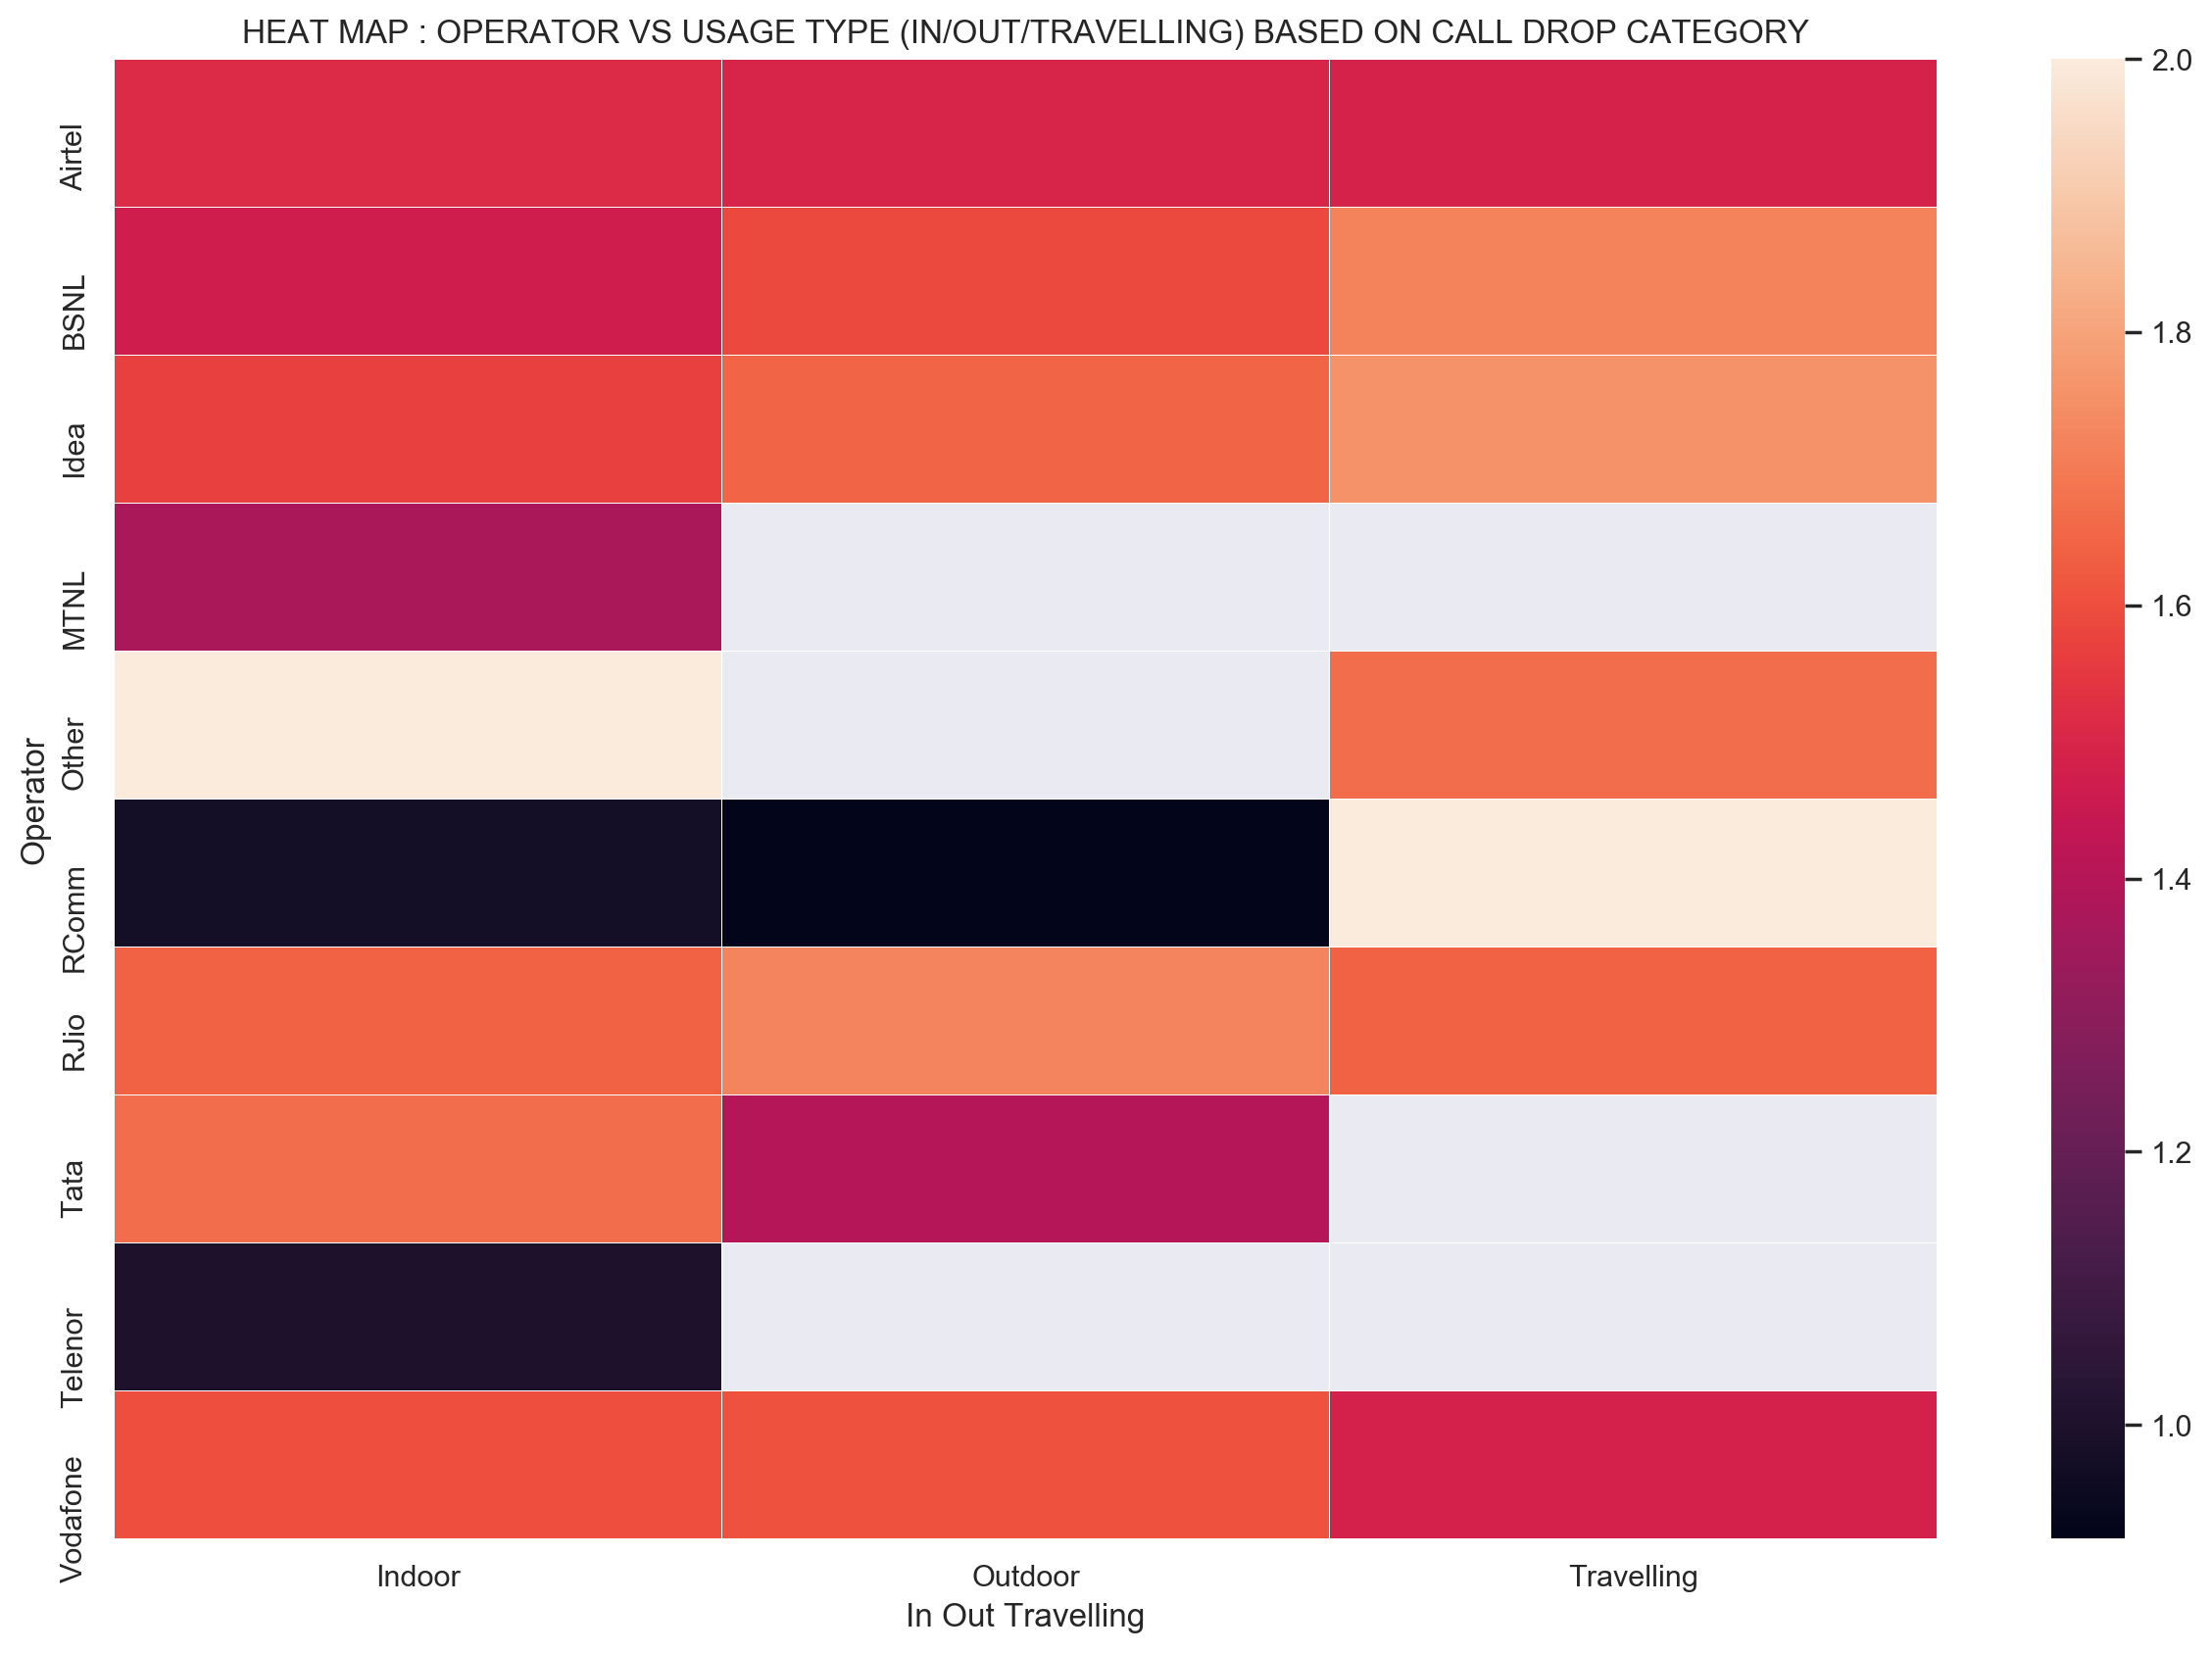 HEAT MAP : OPERATOR VS USAGE TYPE (IN/OUT/TRAVELLING) BASED ON CALL DROP CATEGORY
Operator
Airtel
BSNL
Idea
MTNL
Other
RComm
RJio
Tata
Telenor
Vodafone
Indoor
Outdoor
Travelling
In Out Travelling
2.0
1.8
1.6
1.4
1.2
1.0